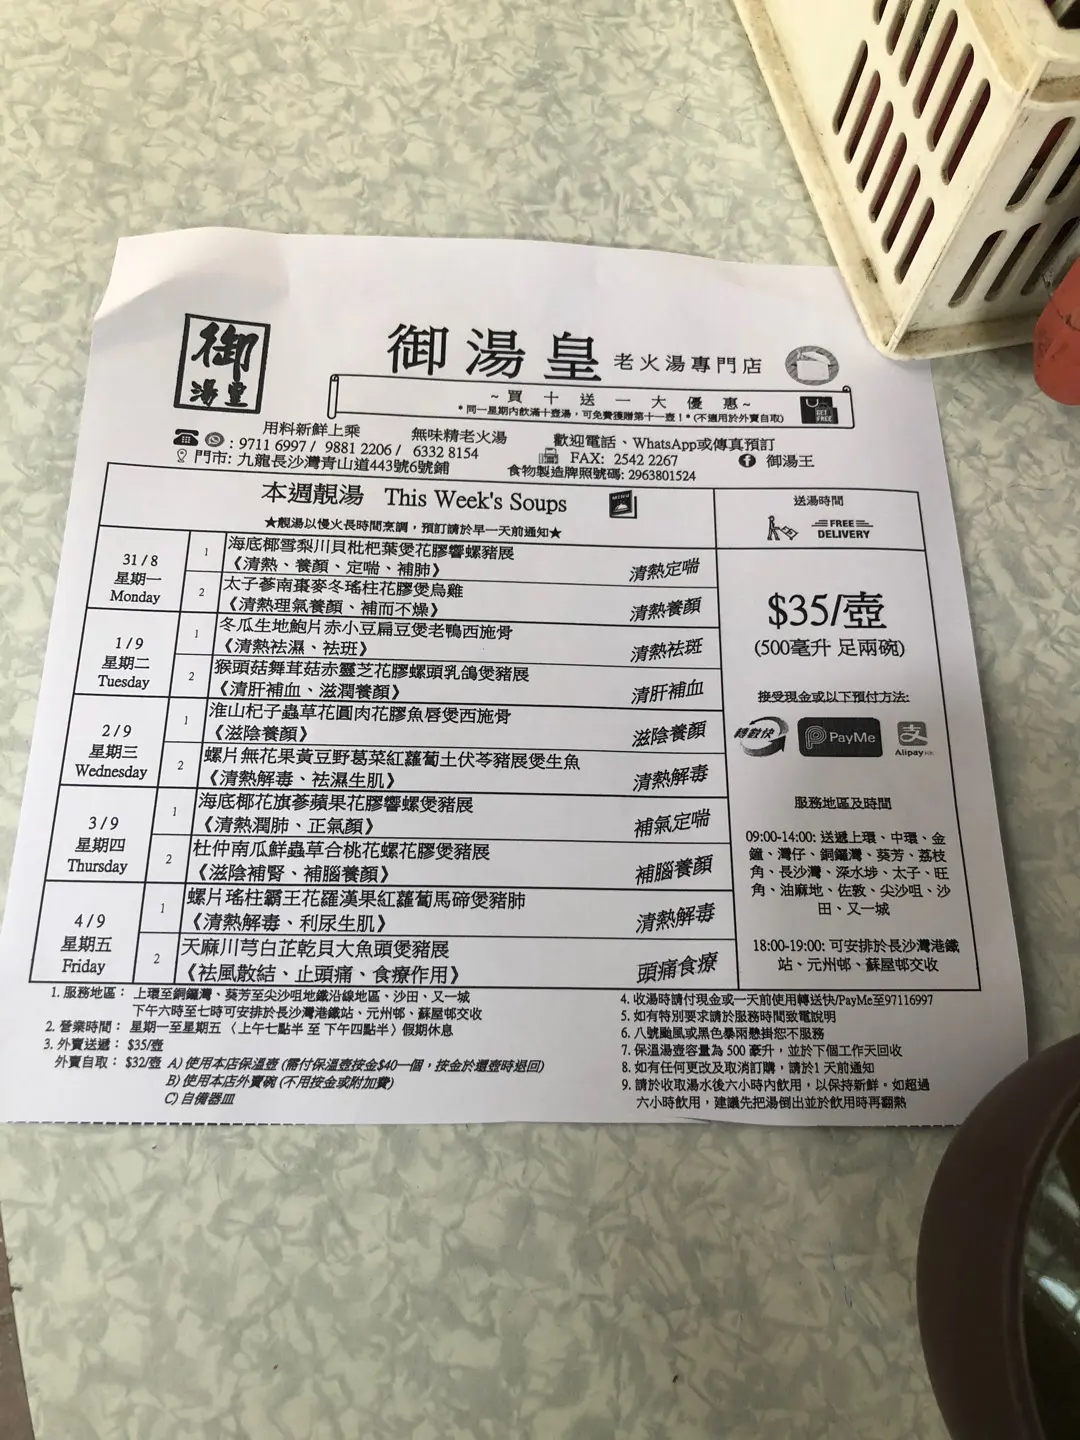 御
湯皇
御湯皇 老火湯專門店
~買十送一大優惠~
*同一星期內飲滿十壺湯，可免費獲贈第十一壺！* (不適用於外賣自取)
GET FREE
用料新鮮上乘 無味精老火湯 歡迎電話、WhatsApp或傳真預訂
: 9711 6997 / 9881 2206 / 6332 8154 FAX: 2542 2267 御湯王
門市: 九龍長沙灣青山道443號6號鋪 食物製造牌照號碼: 2963801524
本週靚湯 This Week's Soups MENU
★靚湯以慢火長時間烹調，預訂請於早一天前通知★
送湯時間
FREE DELIVERY
31/8 星期一 Monday
1 海底椰雪梨川貝枇杷葉煲花膠響螺豬展
《清熱、養顏、定喘、補肺》 清熱定喘
2 太子蔘南棗麥冬瑤柱花膠煲烏雞
《清熱理氣養顏、補而不燥》 清熱養顏
1/9 星期二 Tuesday
1 冬瓜生地鮑片赤小豆扁豆煲老鴨西施骨
《清熱袪濕、袪斑》 清熱袪斑
2 猴頭菇舞茸菇赤靈芝花膠螺頭乳鴿煲豬展
《清肝補血、滋潤養顏》 清肝補血
2/9 星期三 Wednesday
1 淮山杞子蟲草花圓肉花膠魚唇煲西施骨
《滋陰養顏》 滋陰養顏
2 螺片無花果黃豆野葛菜紅蘿蔔土伏苓豬展煲生魚
《清熱解毒、袪濕生肌》 清熱解毒
3/9 星期四 Thursday
1 海底椰花旗蔘蘋果花膠響螺煲豬展
《清熱潤肺、正氣顏》 補氣定喘
2 杜仲南瓜鮮蟲草合桃花螺花膠煲豬展
《滋陰補腎、補腦養顏》 補腦養顏
4/9 星期五 Friday
1 螺片瑤柱霸王花羅漢果紅蘿蔔馬碲煲豬肺
《清熱解毒、利尿生肌》 清熱解毒
2 天麻川芎白芷乾貝大魚頭煲豬展
《袪風散結、止頭痛、食療作用》 頭痛食療
$35/壺
(500毫升 足兩碗)
接受現金或以下預付方法:
轉數快 PayMe 支 Alipay HK
服務地區及時間
09:00-14:00: 送遞上環、中環、金
鐘、灣仔、銅鑼灣、葵芳、荔枝
角、長沙灣、深水埗、太子、旺
角、油麻地、佐敦、尖沙咀、沙
田、又一城
18:00-19:00: 可安排於長沙灣港鐵
站、元州邨、蘇屋邨交收
1. 服務地區： 上環至銅鑼灣、葵芳至尖沙咀地鐵沿線地區、沙田、又一城
下午六時至七時可安排於長沙灣港鐵站、元州邨、蘇屋邨交收
2. 營業時間： 星期一至星期五 〈上午七點半 至 下午四點半〉假期休息
3. 外賣送遞： $35/壺
外賣自取： $32/壺 A) 使用本店保溫壺 (需付保溫壺按金$40一個，按金於還壺時退回)
B) 使用本店外賣碗 (不用按金或附加費)
C) 自備器皿
4. 收湯時請付現金或一天前使用轉送快/PayMe至97116997
5. 如有特別要求請於服務時間致電說明
6. 八號颱風或黑色暴雨懸掛恕不服務
7. 保溫湯壺容量為 500 豪升，並於下個工作天回收
8. 如有任何更改及取消訂購，請於1 天前通知
9. 請於收取湯水後六小時內飲用，以保持新鮮。如超過
六小時飲用，建議先把湯倒出並於飲用時再翻熱